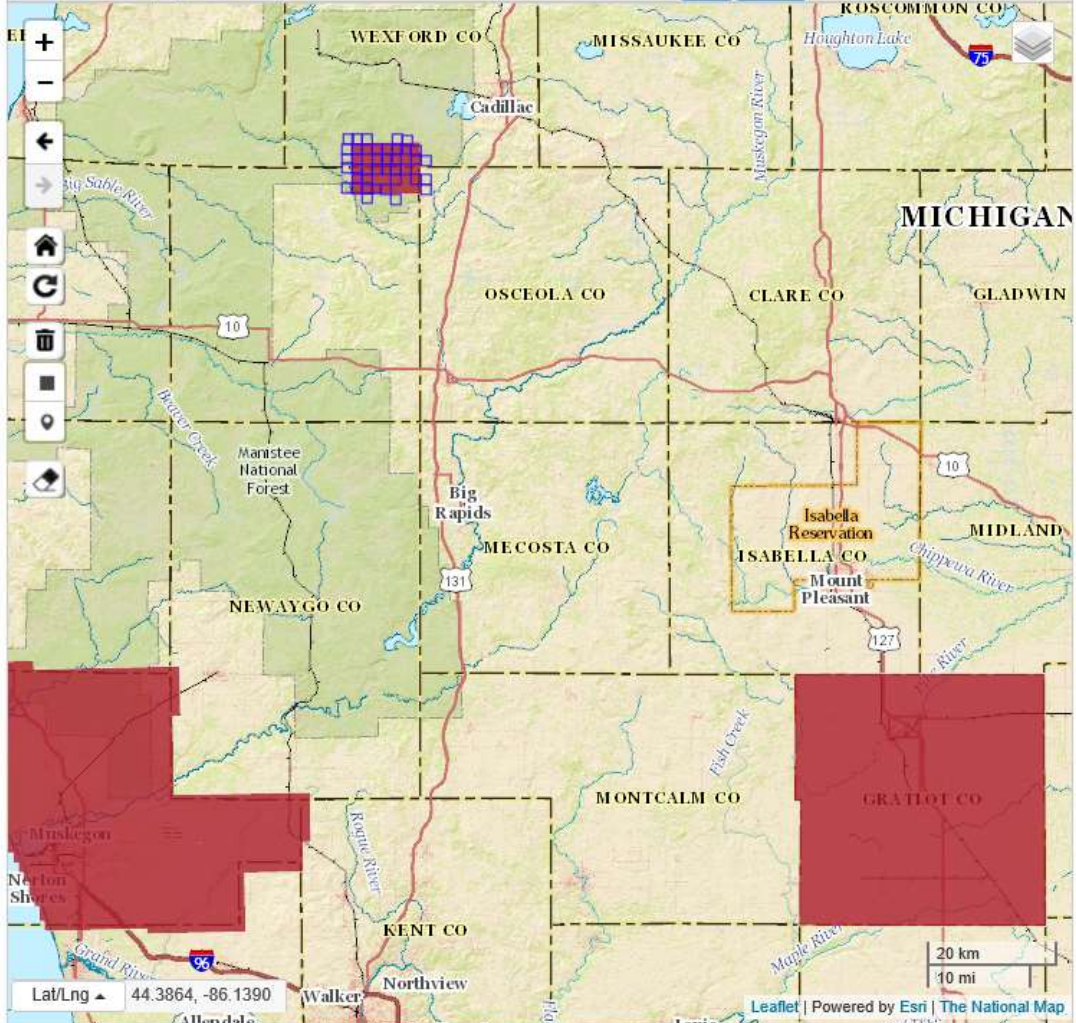 ROSCOMMON CO
WEXFORD CO
MISSAUKEE CO
Houghton Lake
75
+
−
Cadillac
Muskegon River
Big Sable River
MICHIGAN
OSCEOLA CO
CLARE CO
GLADWIN
10
Beaver Creek
Manistee
National
Forest
Big
Rapids
10
Isabella
Reservation
MIDLAND
MECOSTA CO
ISABELLA CO
Chippewa River
Mount
Pleasant
131
NEWAYGO CO
127
River
Fish Creek
MONTCALM CO
GRATIOT CO
Muskegon
Rogue River
Norton
Shores
KENT CO
Maple River
Grand River
96
20 km
10 mi
Northview
Lat/Lng ▴ 44.3864, -86.1390
Walker
Leaflet | Powered by Esri | The National Map
Allendale